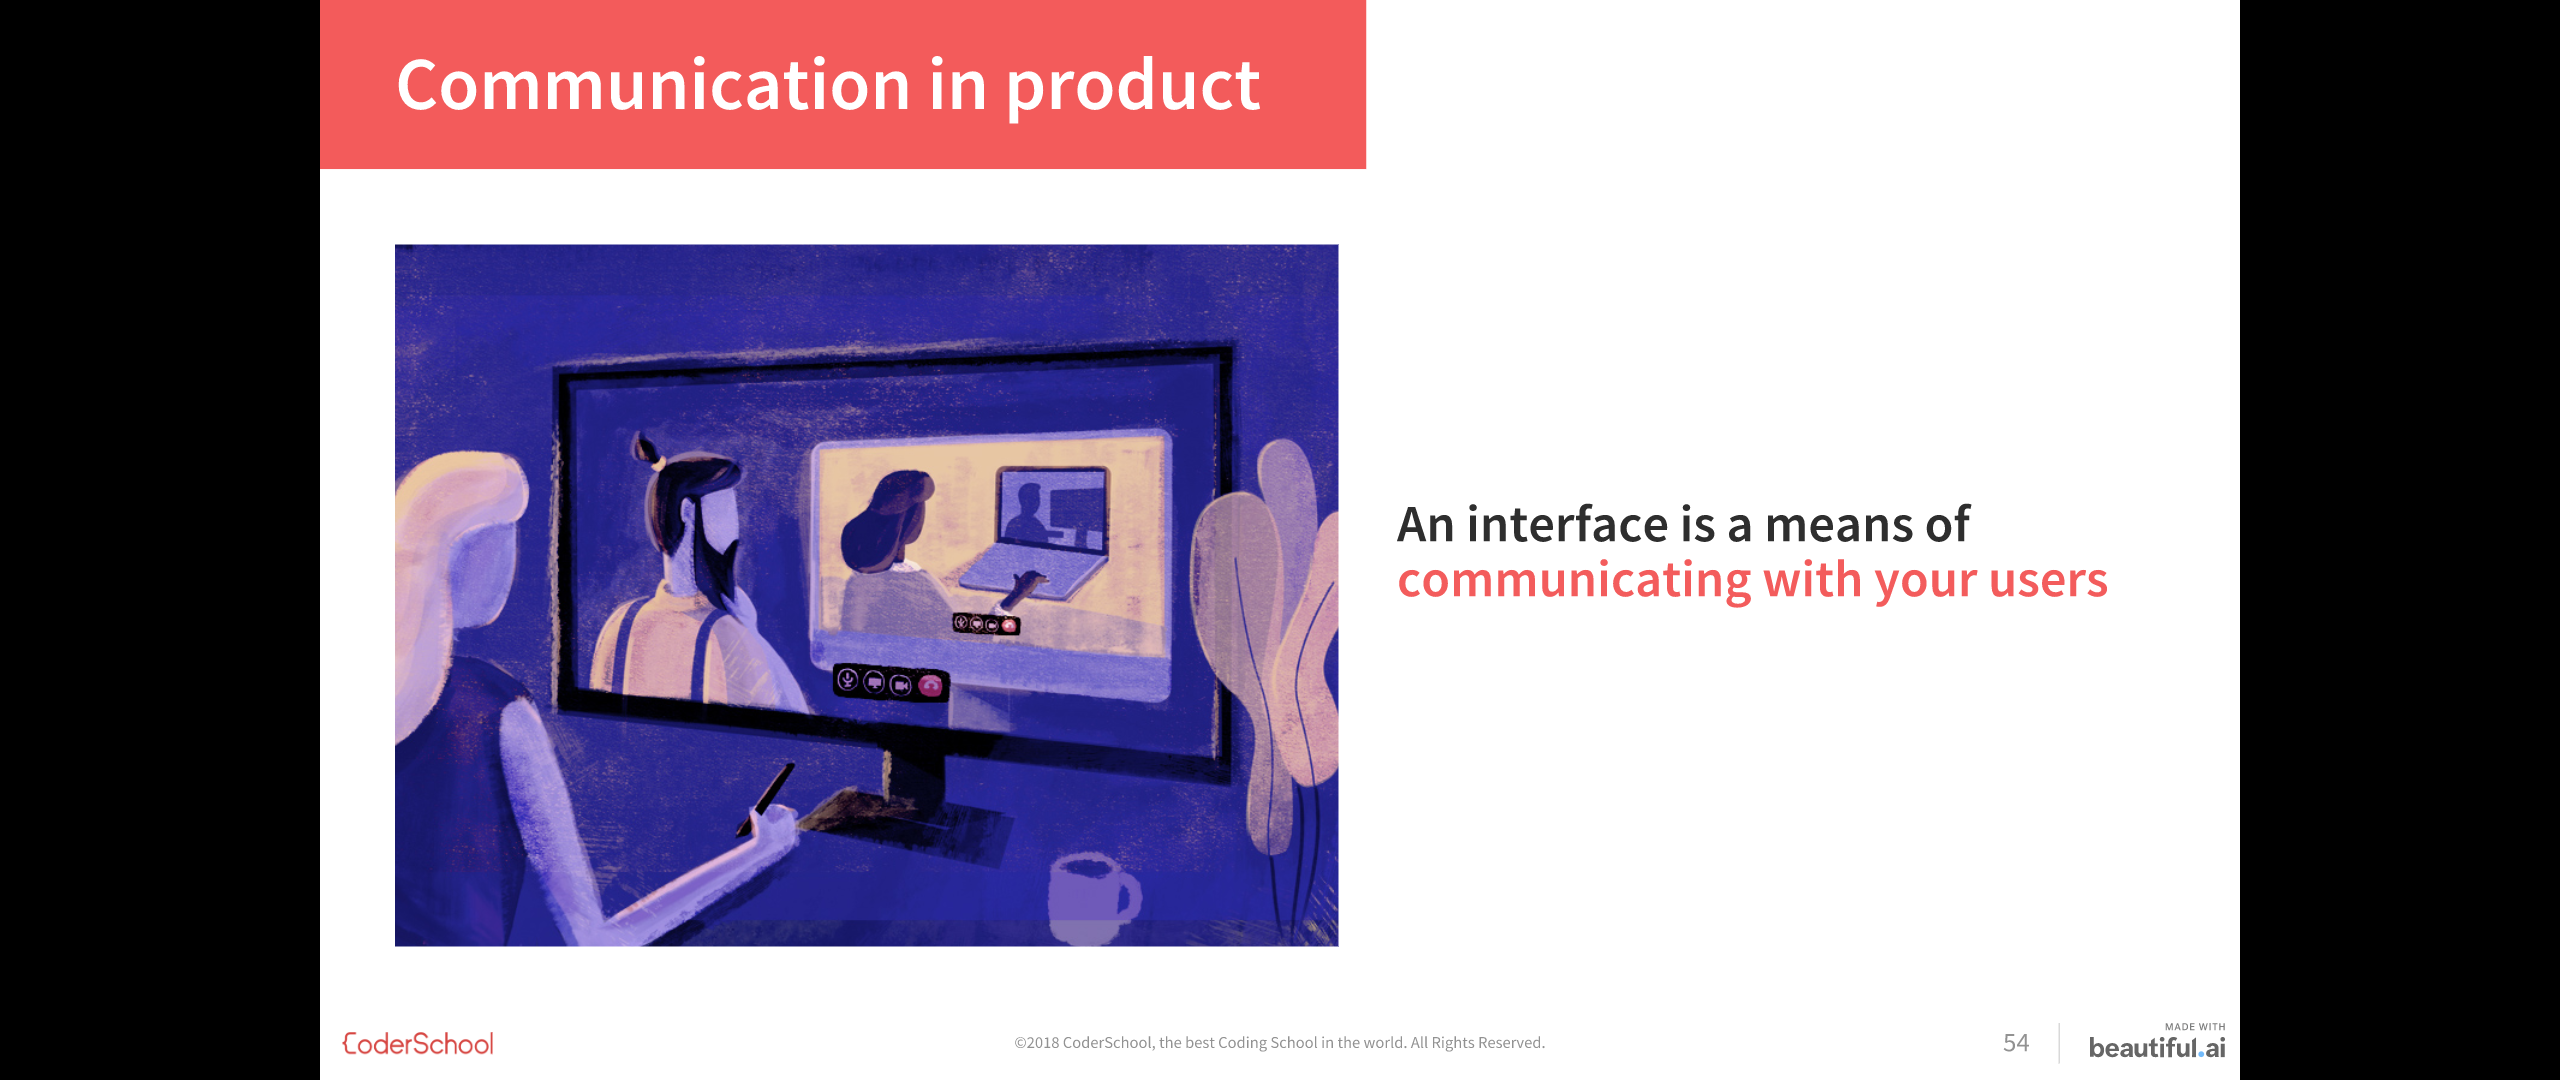 Communication in product
An interface is a means of
communicating with your users
{CoderSchool
©2018 CoderSchool, the best Coding School in the world. All Rights Reserved.
54
MADE WITH
beautiful.ai